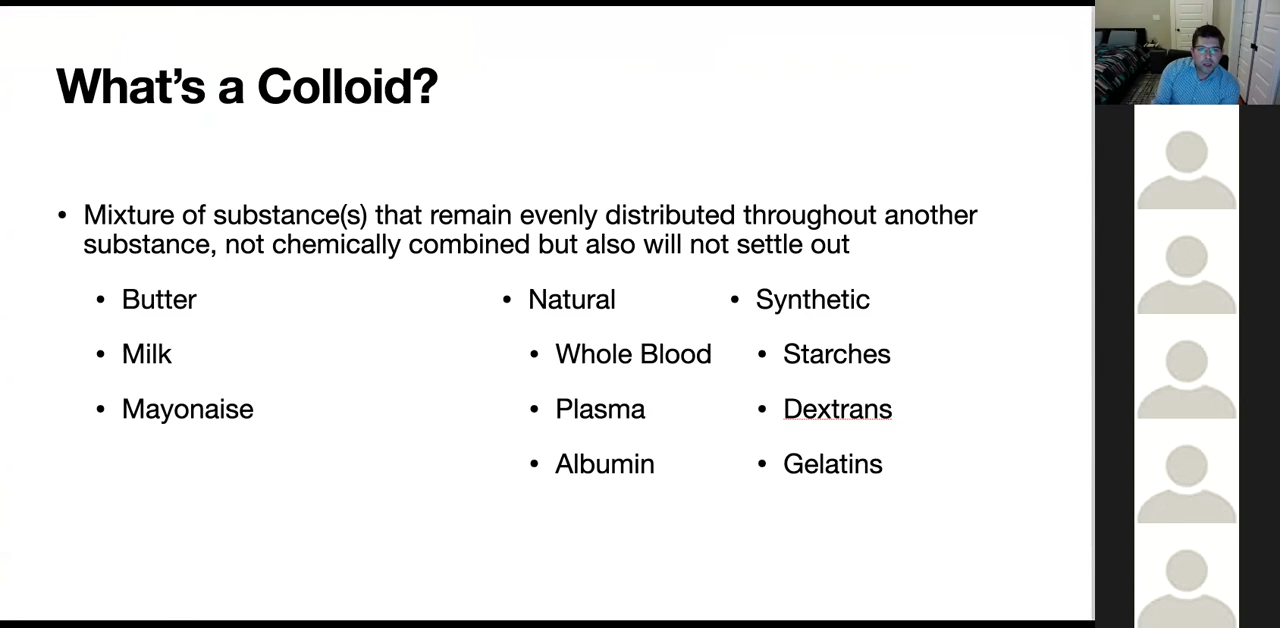 What’s a Colloid?
• Mixture of substance(s) that remain evenly distributed throughout another
substance, not chemically combined but also will not settle out
• Butter
• Milk
• Mayonaise
• Natural
• Whole Blood
• Plasma
• Albumin
• Synthetic
• Starches
• Dextrans
• Gelatins